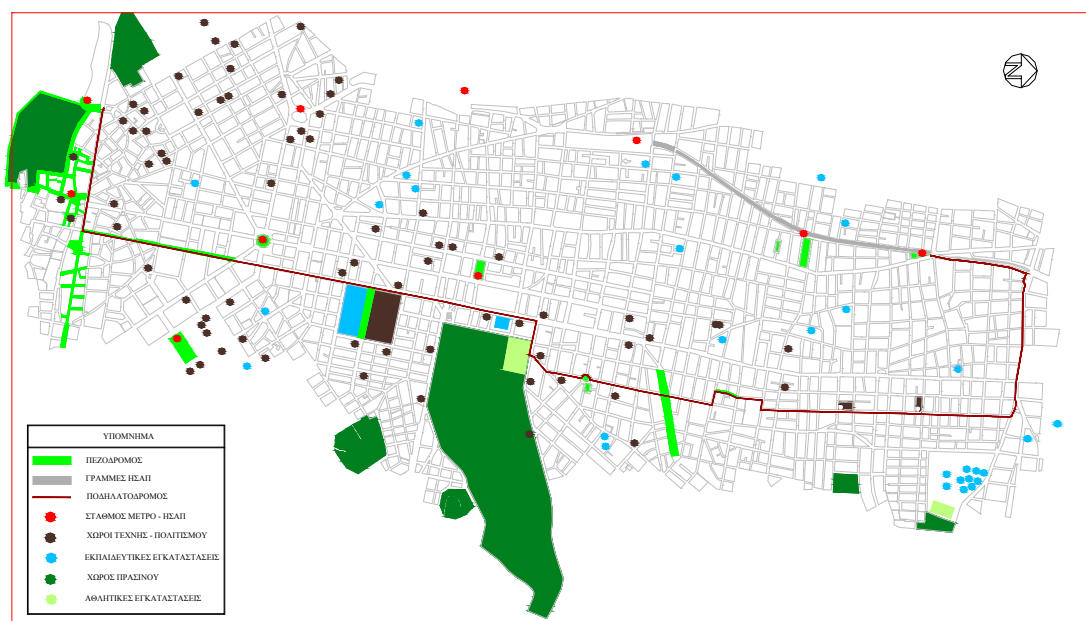 ΥΠΟΜΝΗΜΑ
ΠΕΖΟΔΡΟΜΟΣ
ΓΡΑΜΜΕΣ ΗΣΑΠ
ΠΟΔΗΛΑΤΟΔΡΟΜΟΣ
ΣΤΑΘΜΟΣ ΜΕΤΡΟ - ΗΣΑΠ
ΧΩΡΟΙ ΤΕΧΝΗΣ - ΠΟΛΙΤΙΣΜΟΥ
ΕΚΠΑΙΔΕΥΤΙΚΕΣ ΕΓΚΑΤΑΣΤΑΣΕΙΣ
ΧΩΡΟΣ ΠΡΑΣΙΝΟΥ
ΑΘΛΗΤΙΚΕΣ ΕΓΚΑΤΑΣΤΑΣΕΙΣ